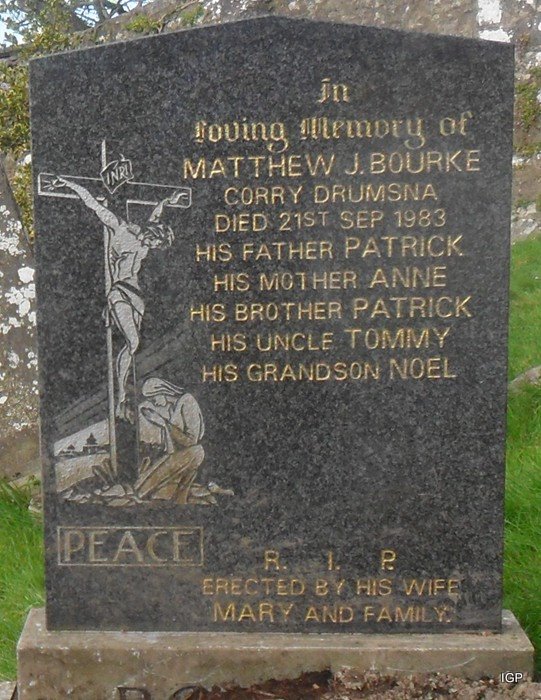 In
Loving Memory of
MATTHEW J. BOURKE
CORRY DRUMSNA
DIED 21ST SEP 1983
HIS FATHER PATRICK
HIS MOTHER ANNE
HIS BROTHER PATRICK
HIS UNCLE TOMMY
HIS GRANDSON NOEL
INRI
PEACE
R. I. P.
ERECTED BY HIS WIFE
MARY AND FAMILY.
IGP